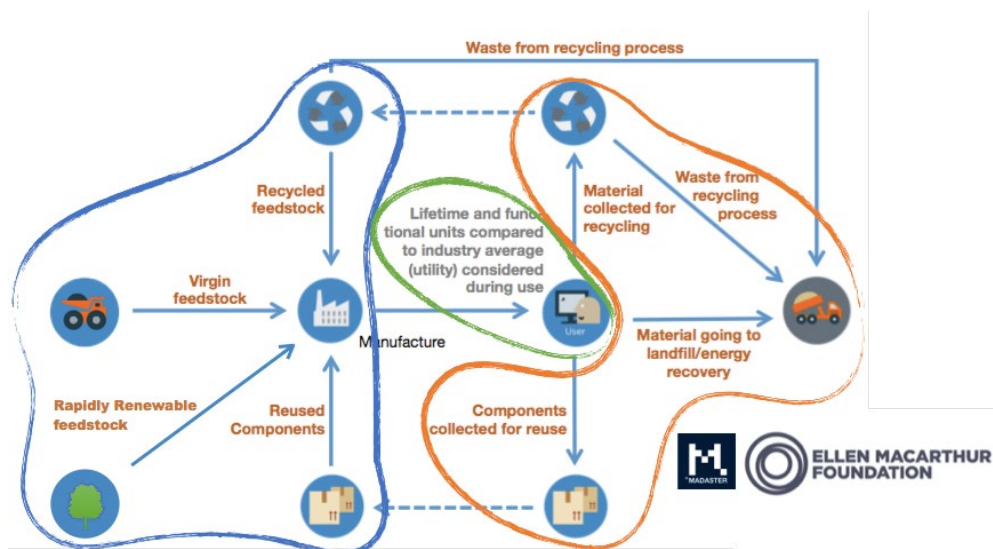 Waste from recycling process
Recycled
feedstock
Material
collected for
recycling
Waste from
recycling
process
Lifetime and func-
tional units compared
to industry average
(utility) considered
during use
Virgin
feedstock
User
Manufacture
Material going to
landfill/energy
recovery
Rapidly Renewable
feedstock
Reused
Components
Components
collected for reuse
M.
MADASTER
ELLEN MACARTHUR
FOUNDATION